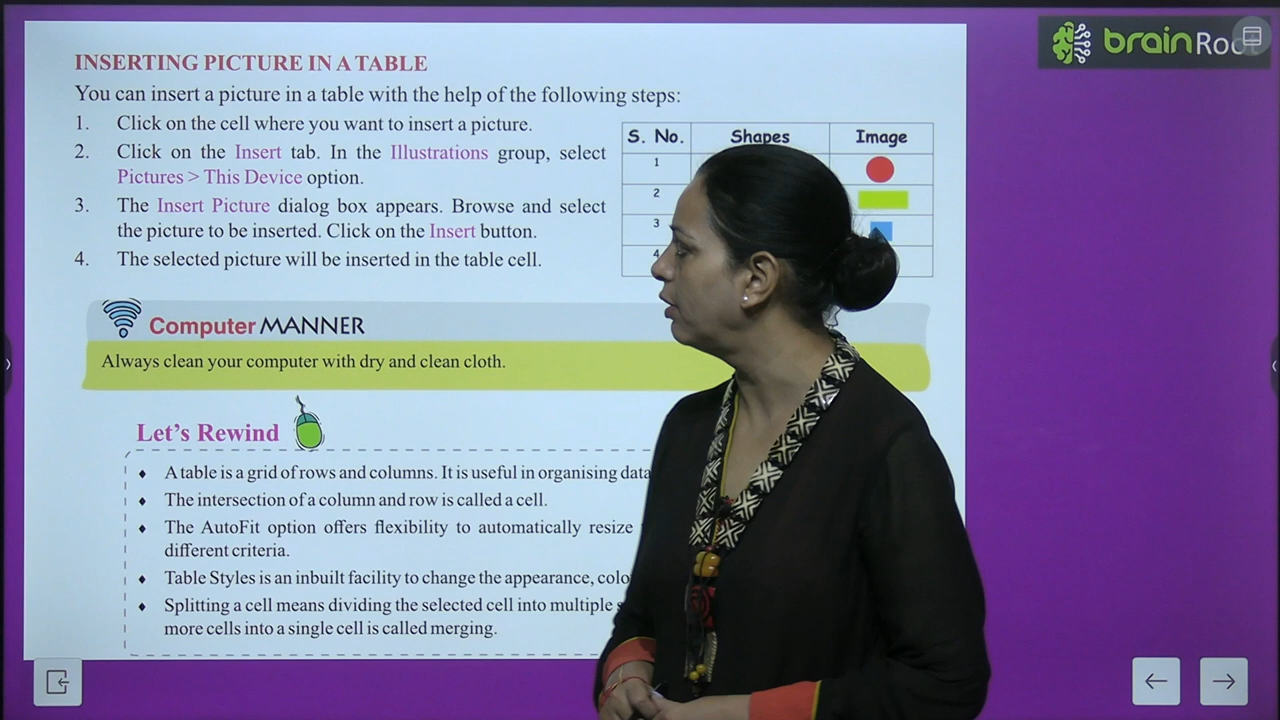 INSERTING PICTURE IN A TABLE
You can insert a picture in a table with the help of the following steps:
1. Click on the cell where you want to insert a picture.
2. Click on the Insert tab. In the Illustrations group, select
Pictures > This Device option.
3. The Insert Picture dialog box appears. Browse and select
the picture to be inserted. Click on the Insert button.
4. The selected picture will be inserted in the table cell.
S. No. Shapes Image
1
2
3
4
Computer MANNER
Always clean your computer with dry and clean cloth.
Let's Rewind
♦ A table is a grid of rows and columns. It is useful in organising data
♦ The intersection of a column and row is called a cell.
♦ The AutoFit option offers flexibility to automatically resize
different criteria.
♦ Table Styles is an inbuilt facility to change the appearance,
♦ Splitting a cell means dividing the selected cell into multiple
more cells into a single cell is called merging.
brain